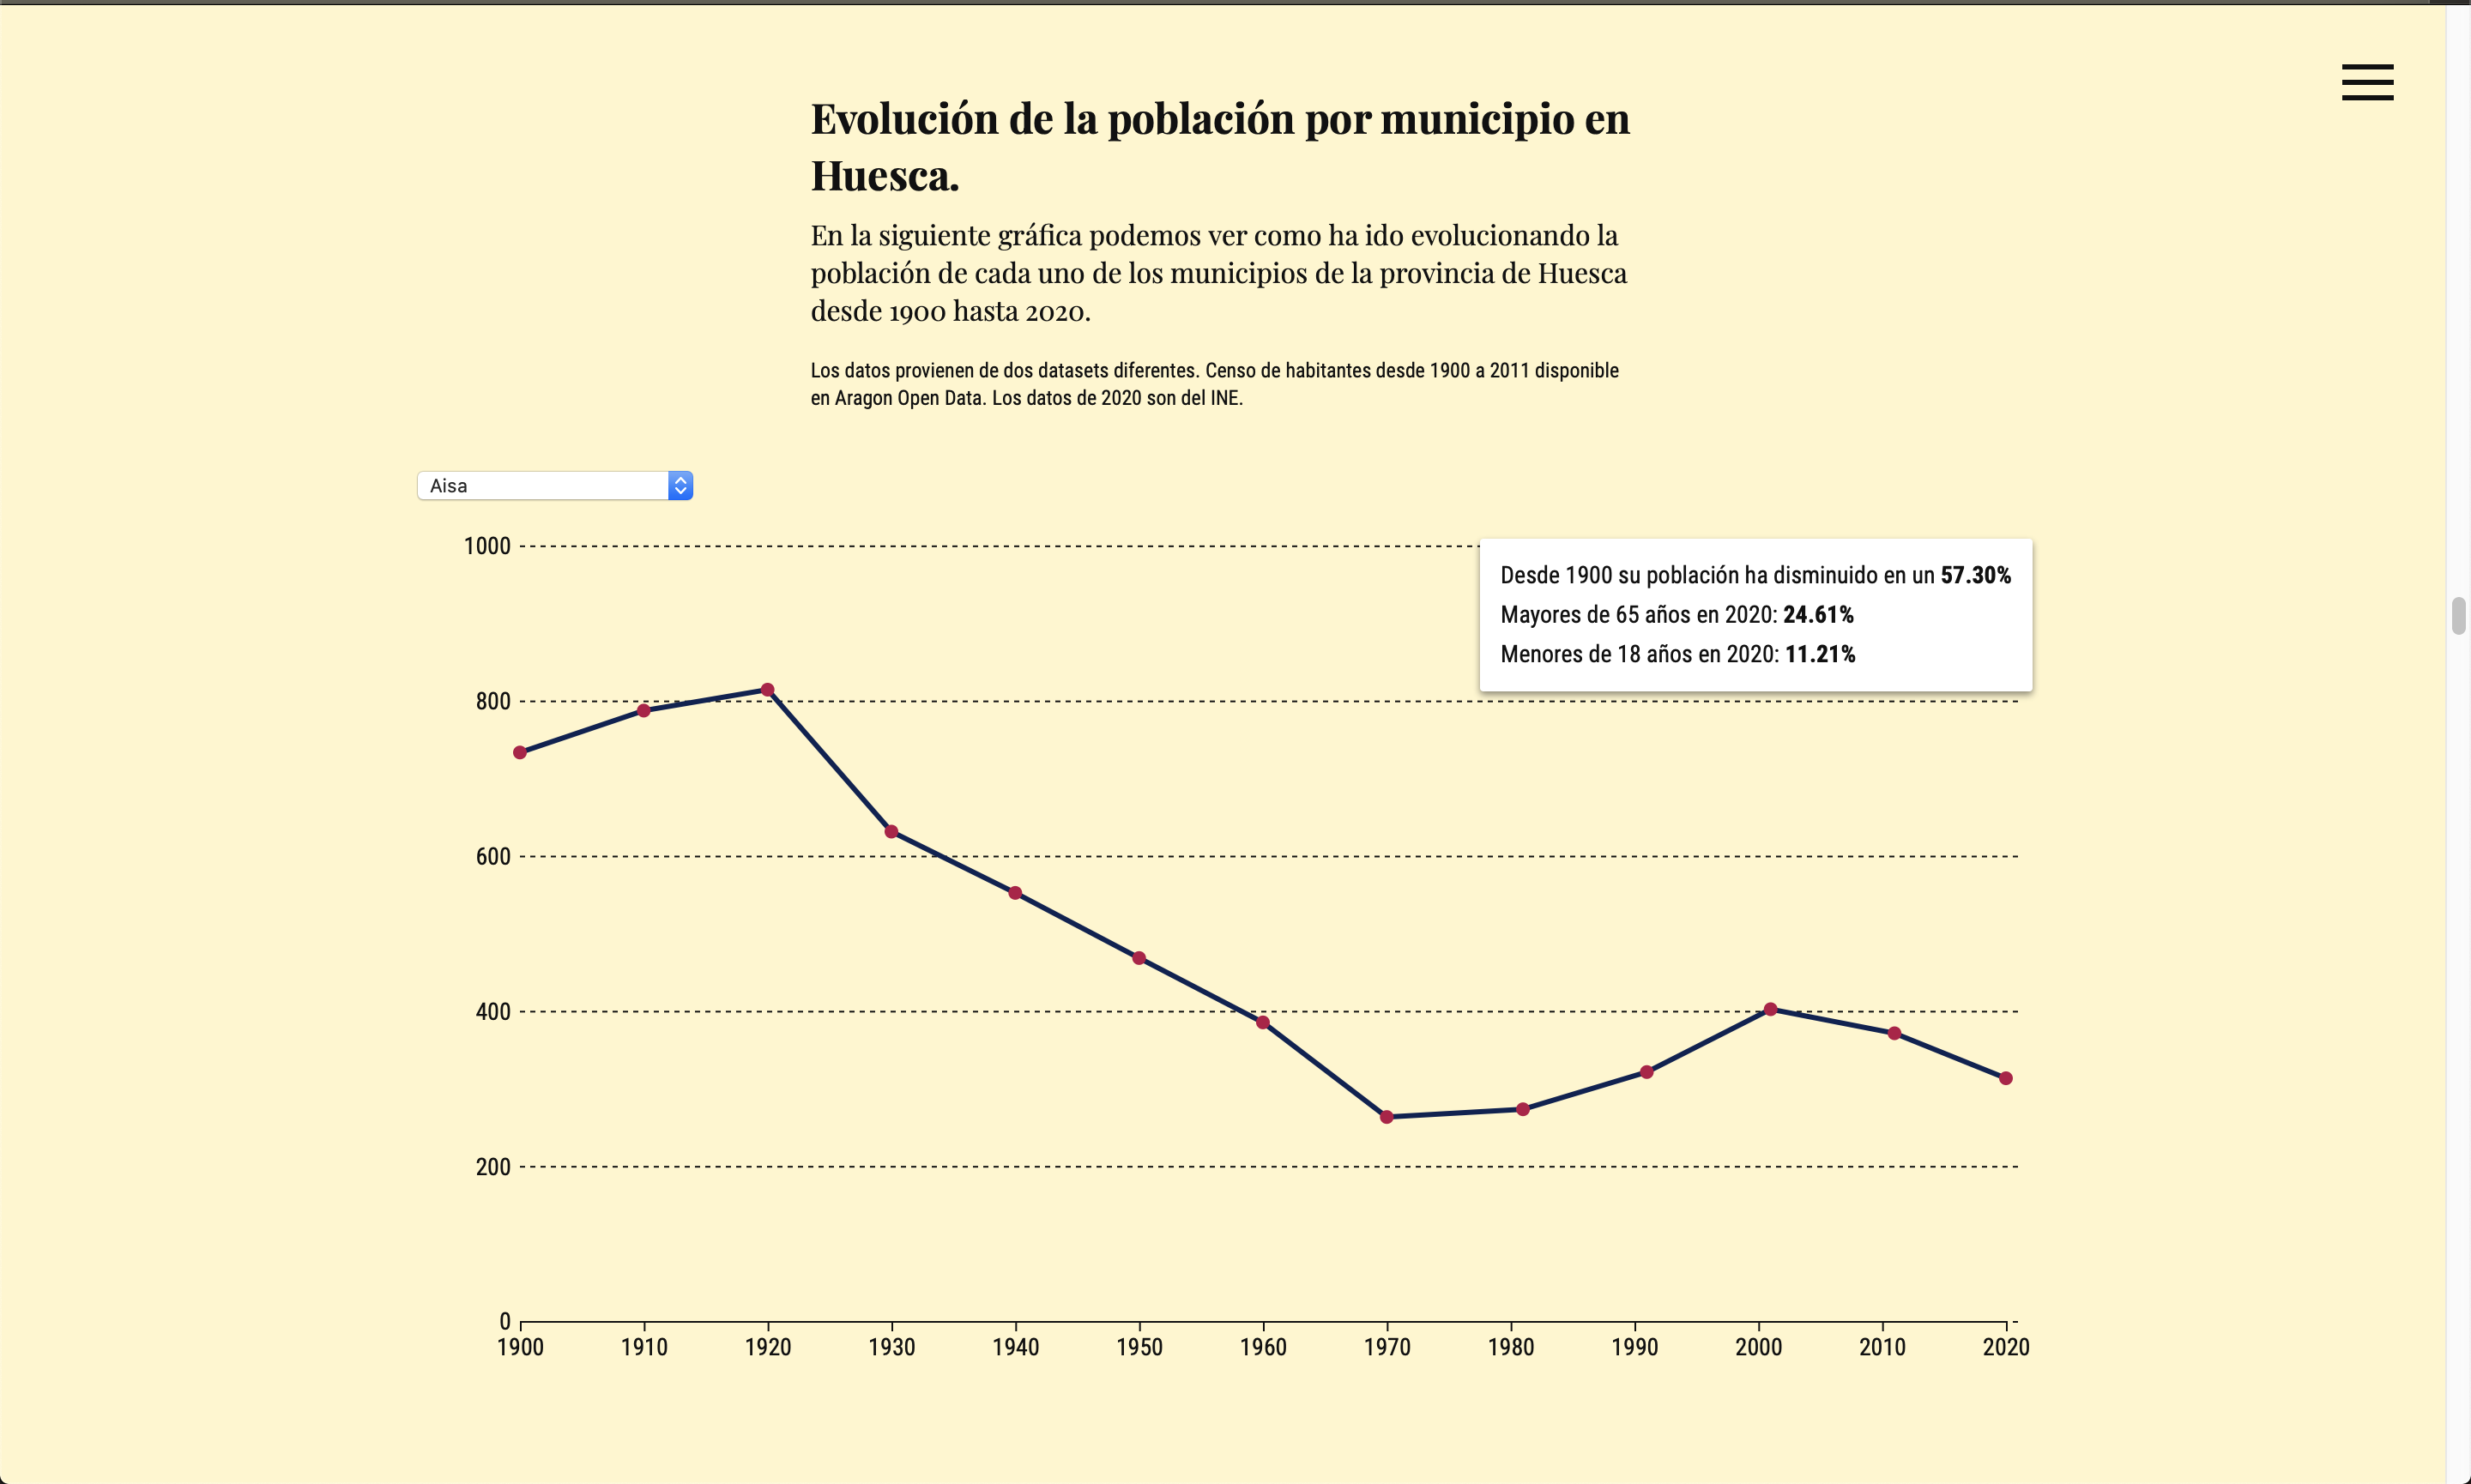 Evolución de la población por municipio en
Huesca.
En la siguiente gráfica podemos ver como ha ido evolucionando la
población de cada uno de los municipios de la provincia de Huesca
desde 1900 hasta 2020.
Los datos provienen de dos datasets diferentes. Censo de habitantes desde 1900 a 2011 disponible
en Aragon Open Data. Los datos de 2020 son del INE.
Aisa
Desde 1900 su población ha disminuido en un 57.30%
Mayores de 65 años en 2020: 24.61%
Menores de 18 años en 2020: 11.21%
1000
800
600
400
200
0
1900 1910 1920 1930 1940 1950 1960 1970 1980 1990 2000 2010 2020